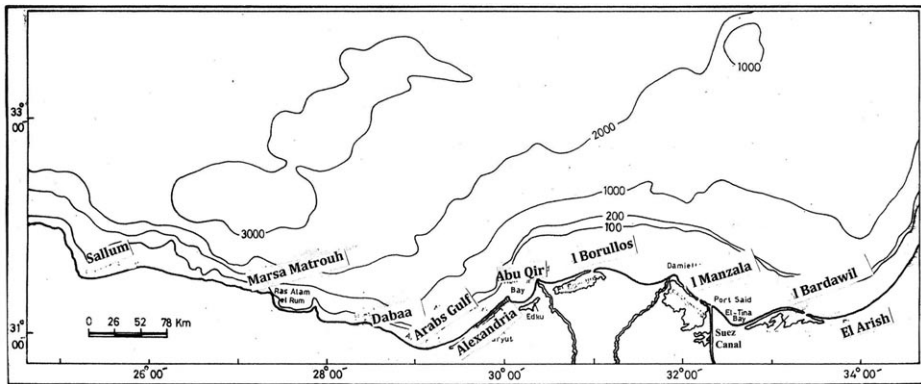 1000
33°
00'
2000
1000
3000
200
100
Sallum
Marsa Matrouh
Ras Alam
el Rum
Dabaa
Arabs Gulf
Alexandria
Abu Qir
Bay
Edku
l Borullos
l Manzala
Port Said
El-Tina
Bay
l Bardawil
El Arish
Suez
Canal
31°
00'
0 26 52 78 Km
26°00' 28°00' 30°00' 32°00' 34°00'